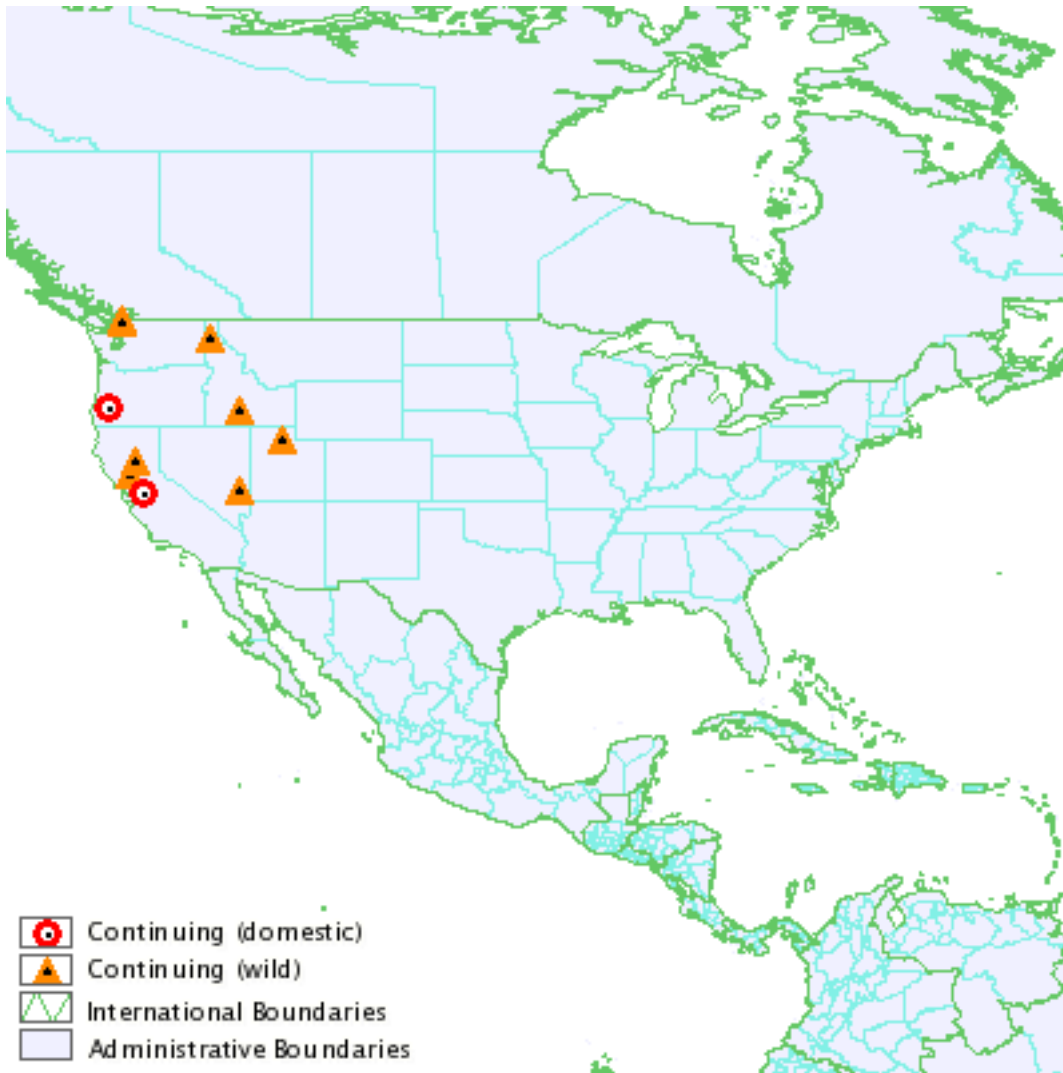 Continuing (domestic)
Continuing (wild)
International Boundaries
Administrative Boundaries